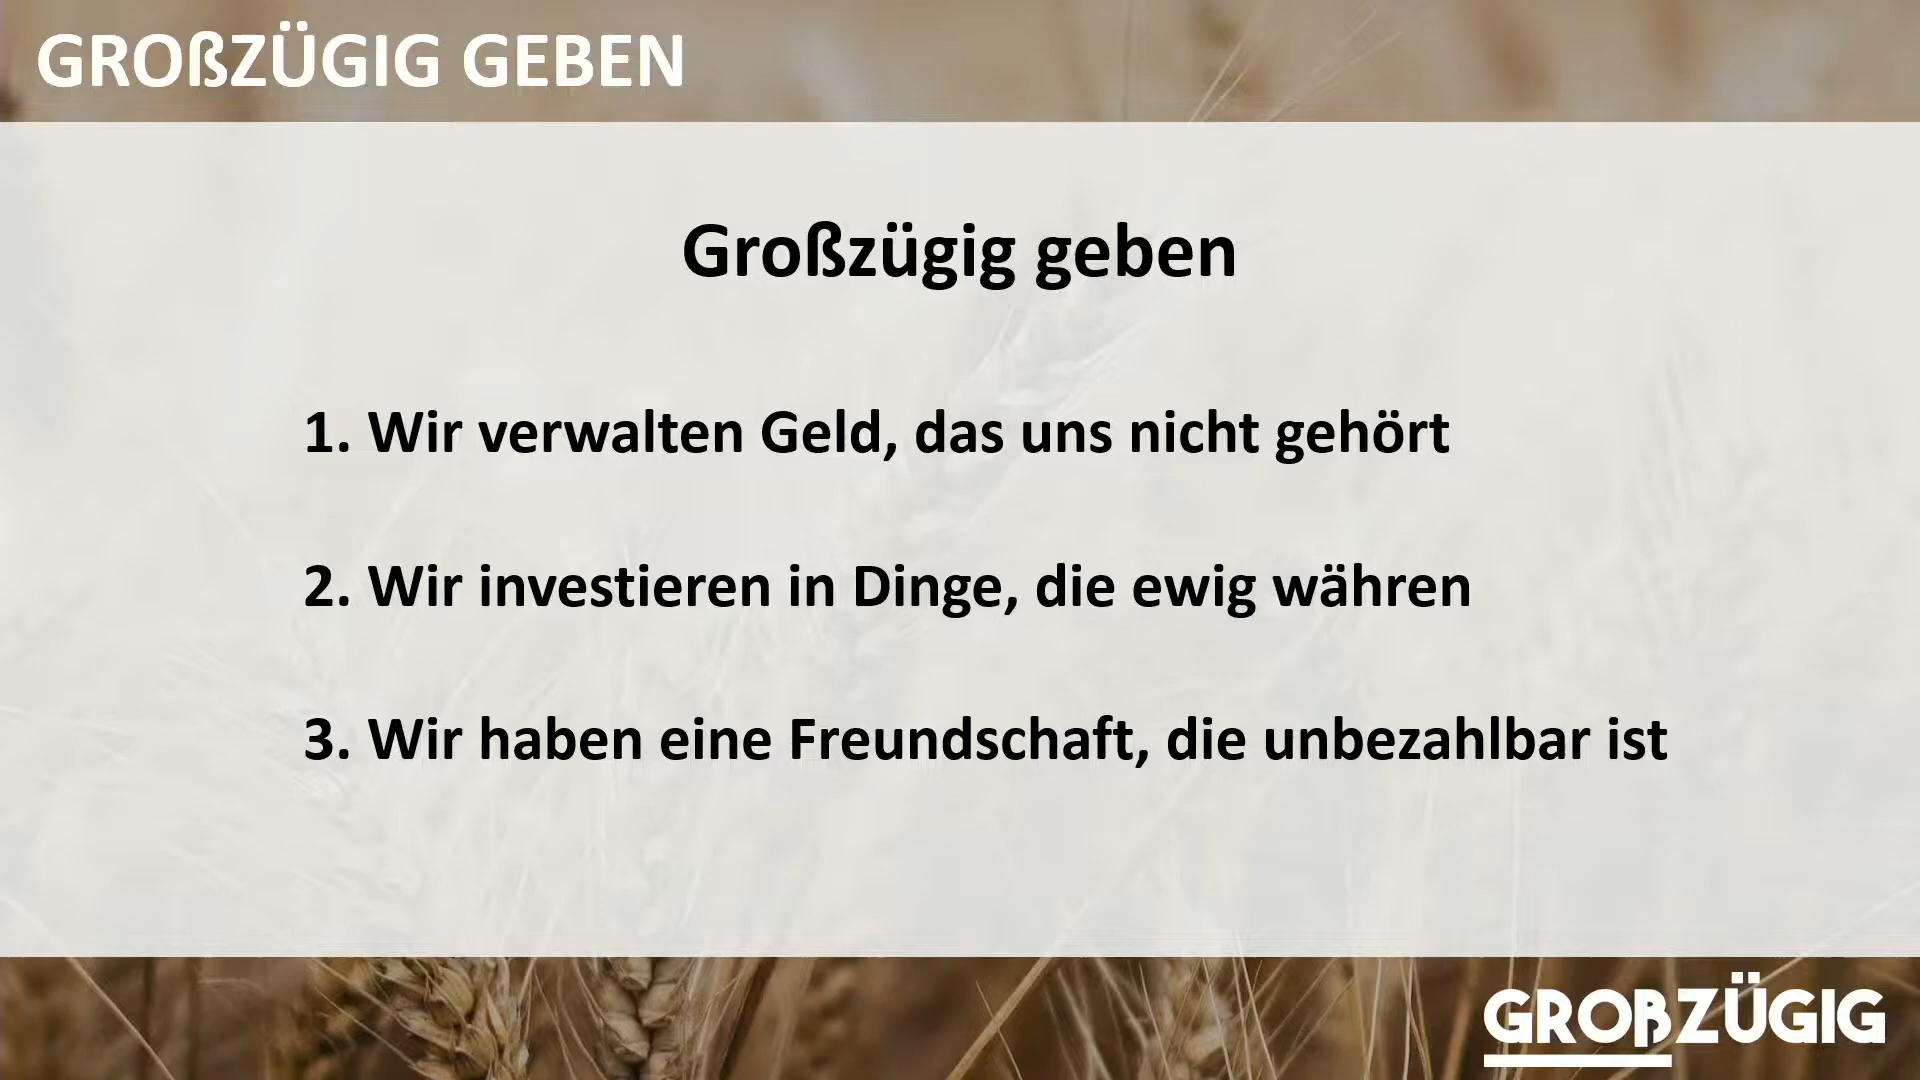 GROßZÜGIG GEBEN
Großzügig geben
1. Wir verwalten Geld, das uns nicht gehört
2. Wir investieren in Dinge, die ewig währen
3. Wir haben eine Freundschaft, die unbezahlbar ist
GROßZÜGIG